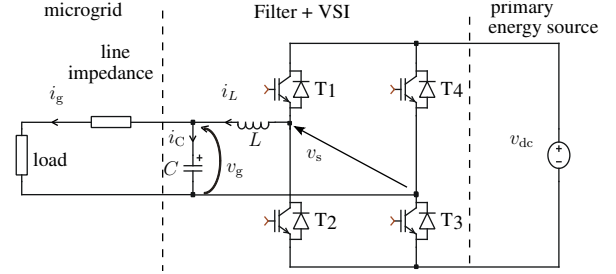 microgrid
Filter + VSI
primary
energy source
line
impedance
T1
T4
i_g
i_L
i_C
L
v_s
v_dc
load
C
+
v_g
T2
T3
+
-